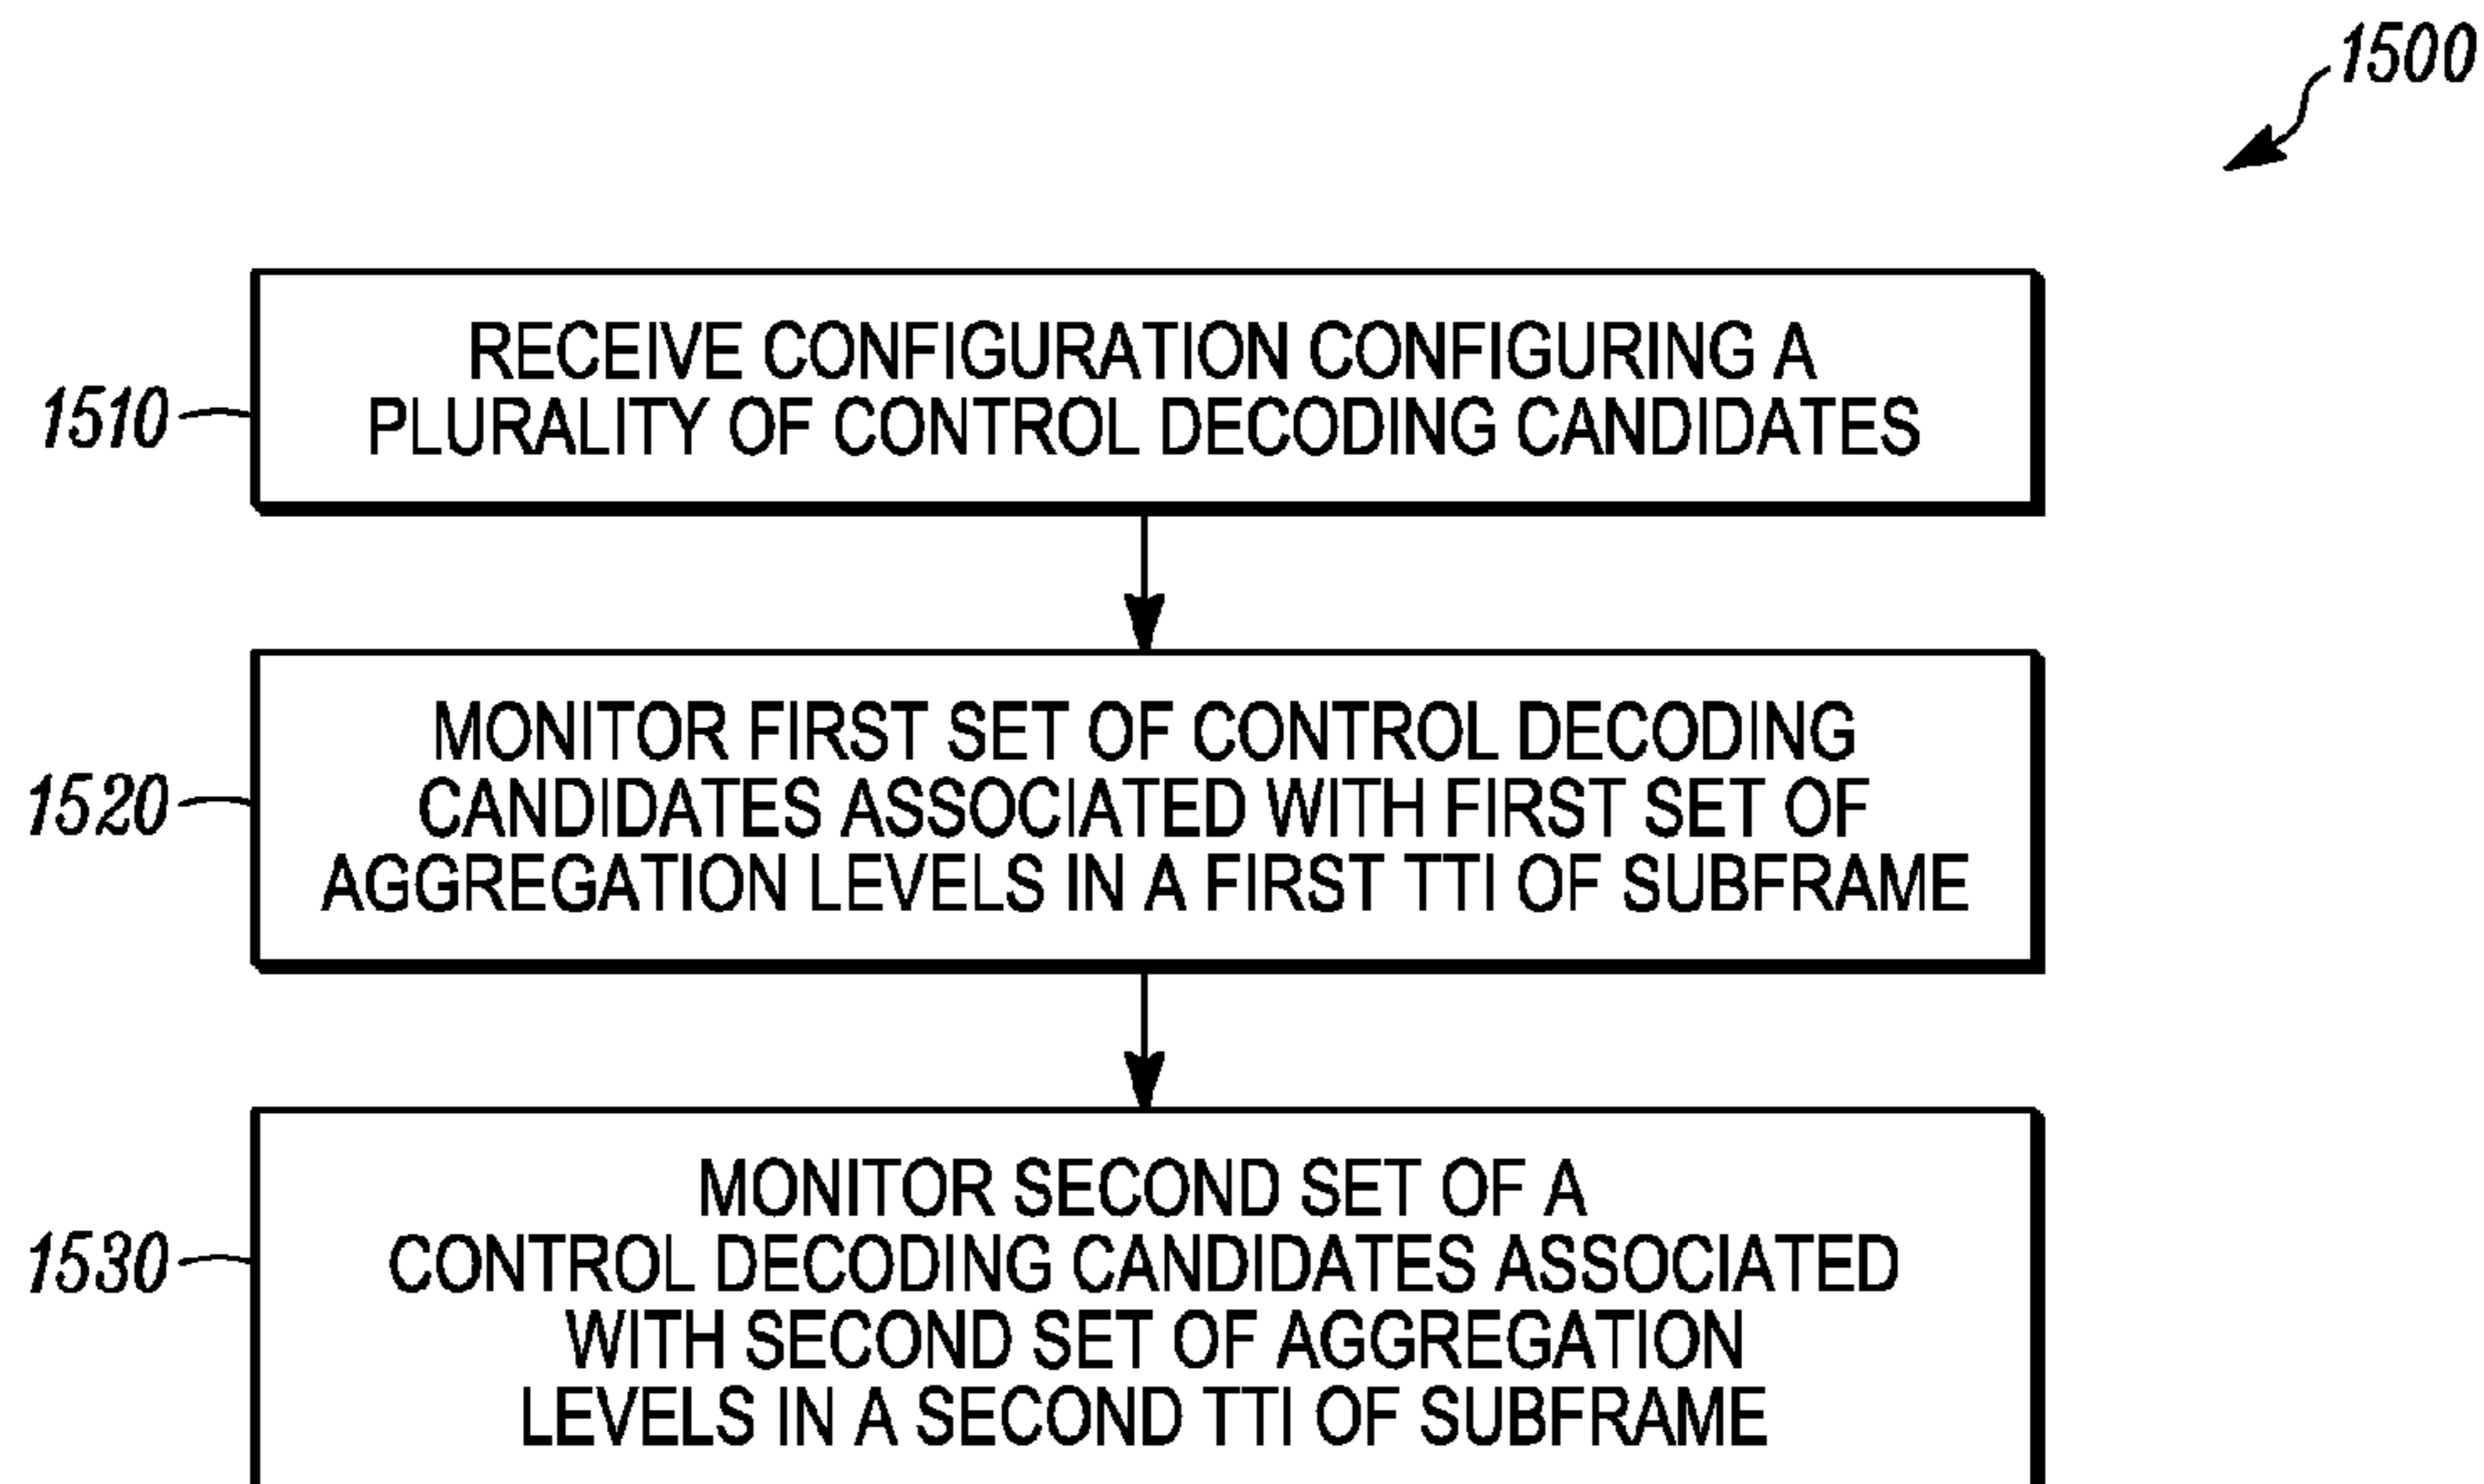 1500
RECEIVE CONFIGURATION CONFIGURING A
1510
PLURALITY OF CONTROL DECODING CANDIDATES
MONITOR FIRST SET OF CONTROL DECODING
1520
CANDIDATES ASSOCIATED WITH FIRST SET OF
AGGREGATION LEVELS IN A FIRST TTI OF SUBFRAME
MONITOR SECOND SET OF A
1530
CONTROL DECODING CANDIDATES ASSOCIATED
WITH SECOND SET OF AGGREGATION
LEVELS IN A SECOND TTI OF SUBFRAME